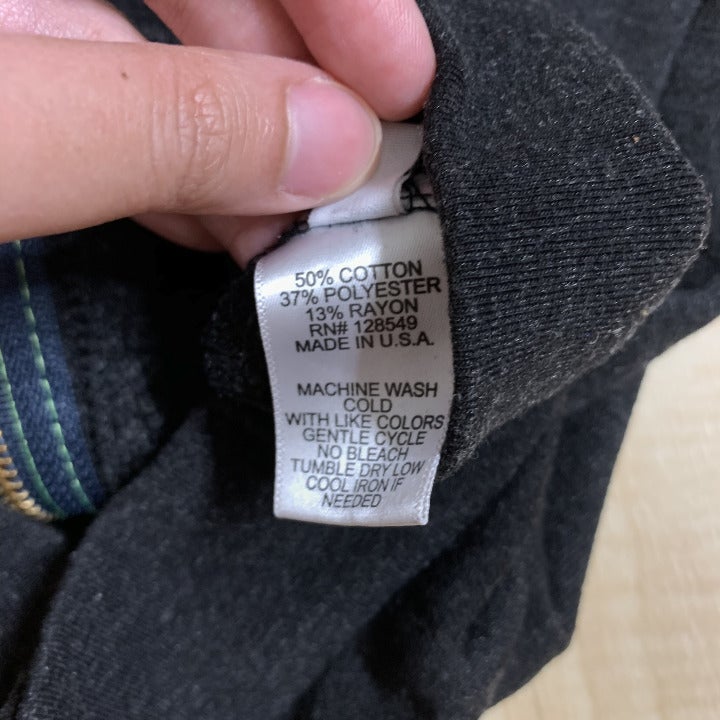 50% COTTON
37% POLYESTER
13% RAYON
RN# 128549
MADE IN U.S.A.
MACHINE WASH
COLD
WITH LIKE COLORS
GENTLE CYCLE
NO BLEACH
TUMBLE DRY LOW
COOL IRON IF
NEEDED